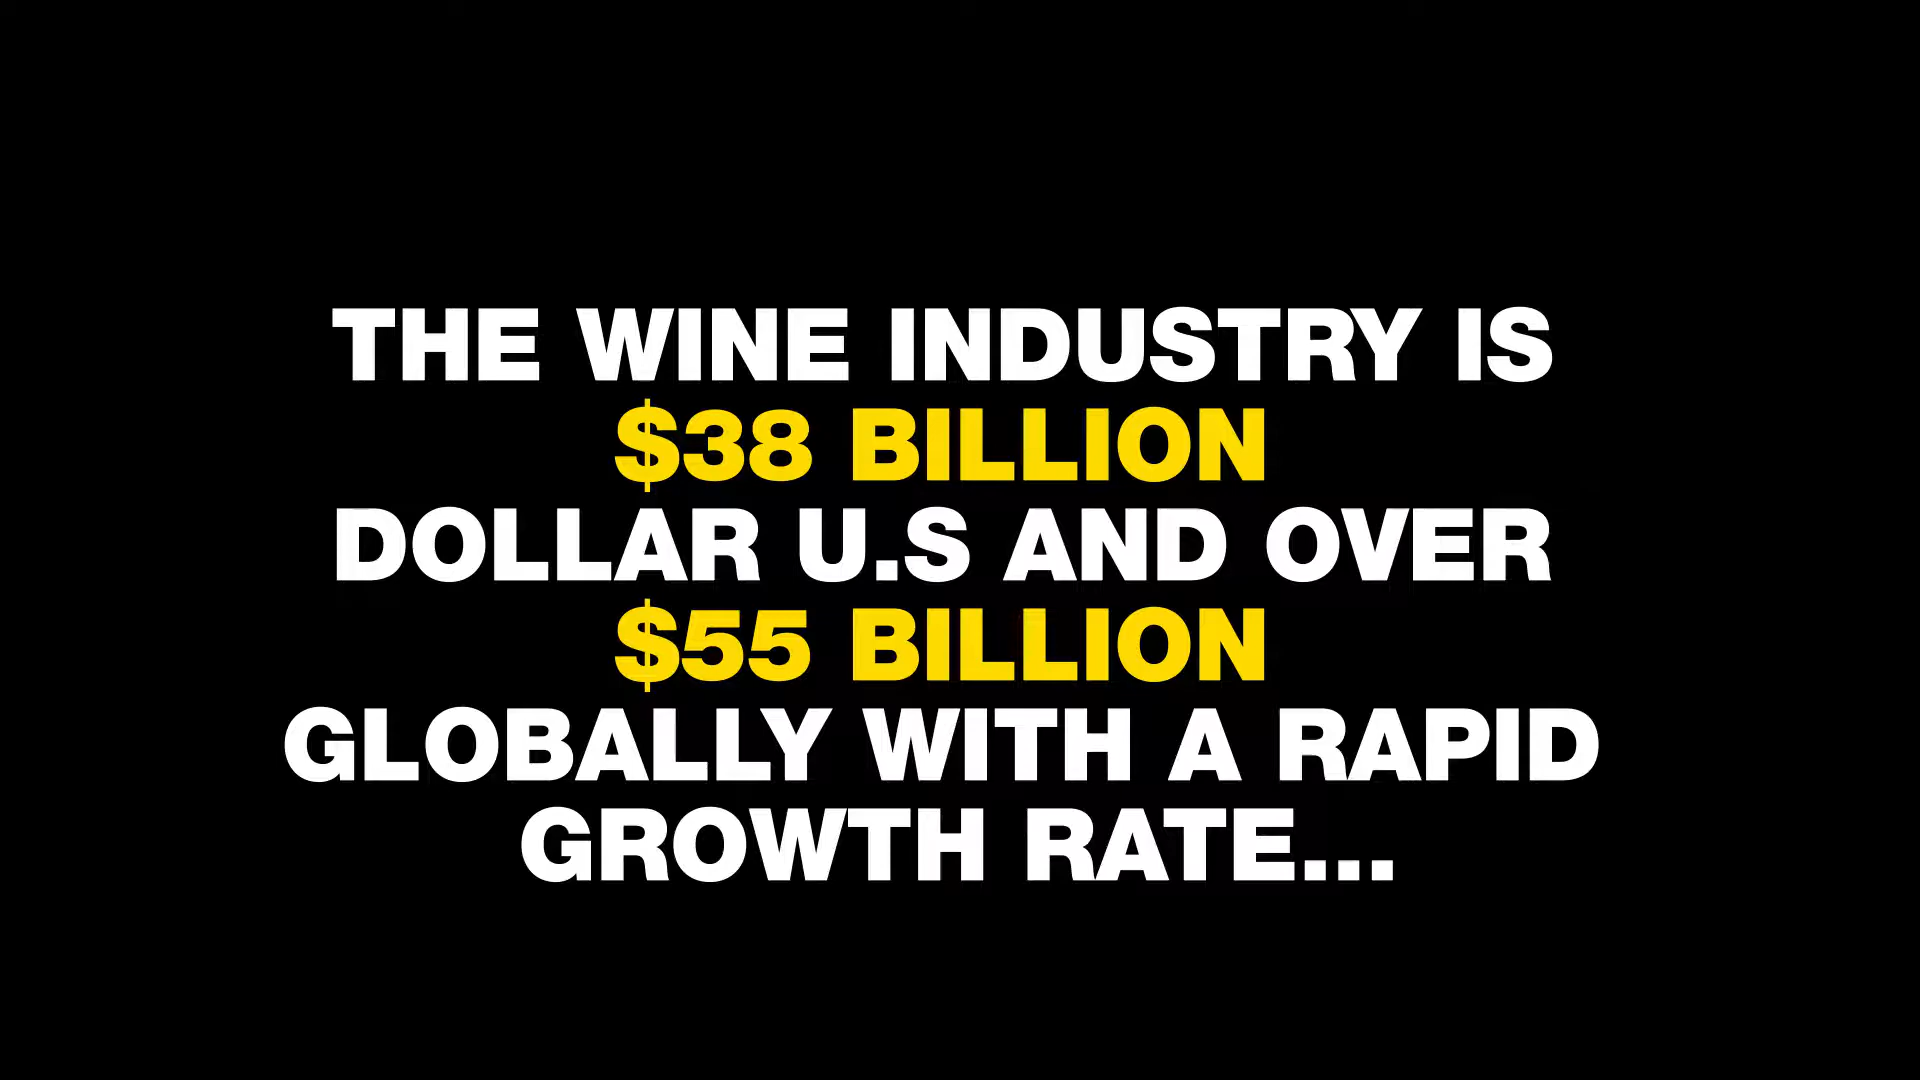 THE WINE INDUSTRY IS
$38 BILLION
DOLLAR U.S AND OVER
$55 BILLION
GLOBALLY WITH A RAPID
GROWTH RATE...